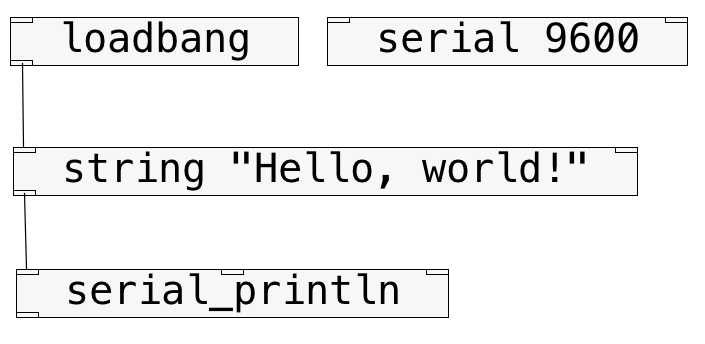 loadbang
serial 9600
string "Hello, world!"
serial_println